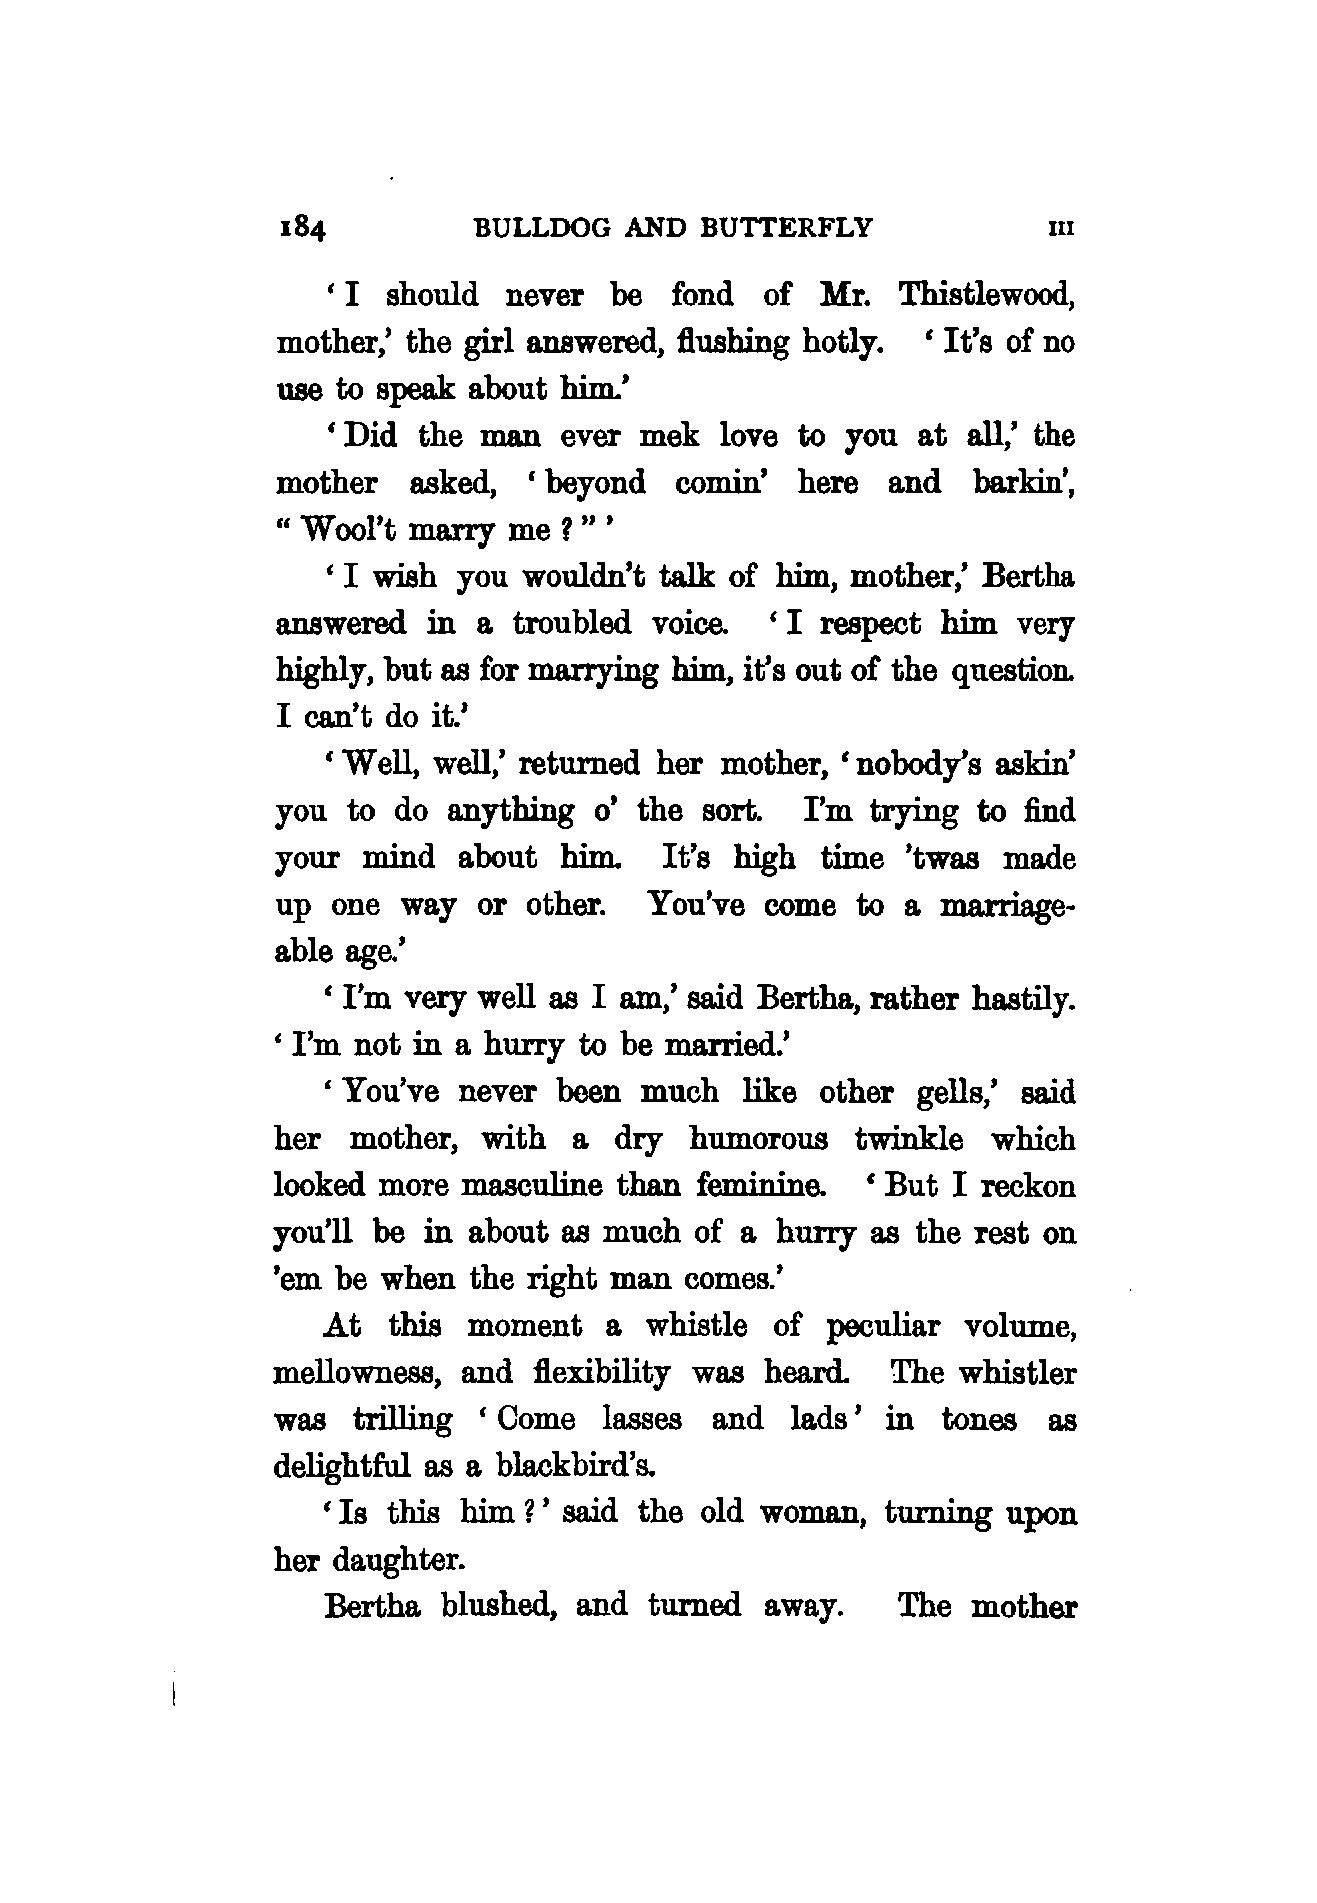 184 BULLDOG AND BUTTERFLY III
‘I should never be fond of Mr. Thistlewood,
mother,’ the girl answered, flushing hotly. ‘It’s of no
use to speak about him.’
‘Did the man ever mek love to you at all,’ the
mother asked, ‘beyond comin’ here and barkin’,
“Wool’t marry me?”’
‘I wish you wouldn’t talk of him, mother,’ Bertha
answered in a troubled voice. ‘I respect him very
highly, but as for marrying him, it’s out of the question.
I can’t do it.’
‘Well, well,’ returned her mother, ‘nobody’s askin’
you to do anything o’ the sort. I’m trying to find
your mind about him. It’s high time ’twas made
up one way or other. You’ve come to a marriage-
able age.’
‘I’m very well as I am,’ said Bertha, rather hastily.
‘I’m not in a hurry to be married.’
‘You’ve never been much like other gells,’ said
her mother, with a dry humorous twinkle which
looked more masculine than feminine. ‘But I reckon
you’ll be in about as much of a hurry as the rest on
’em be when the right man comes.’
At this moment a whistle of peculiar volume,
mellowness, and flexibility was heard. The whistler
was trilling ‘Come lasses and lads’ in tones as
delightful as a blackbird’s.
‘Is this him?’ said the old woman, turning upon
her daughter.
Bertha blushed, and turned away. The mother